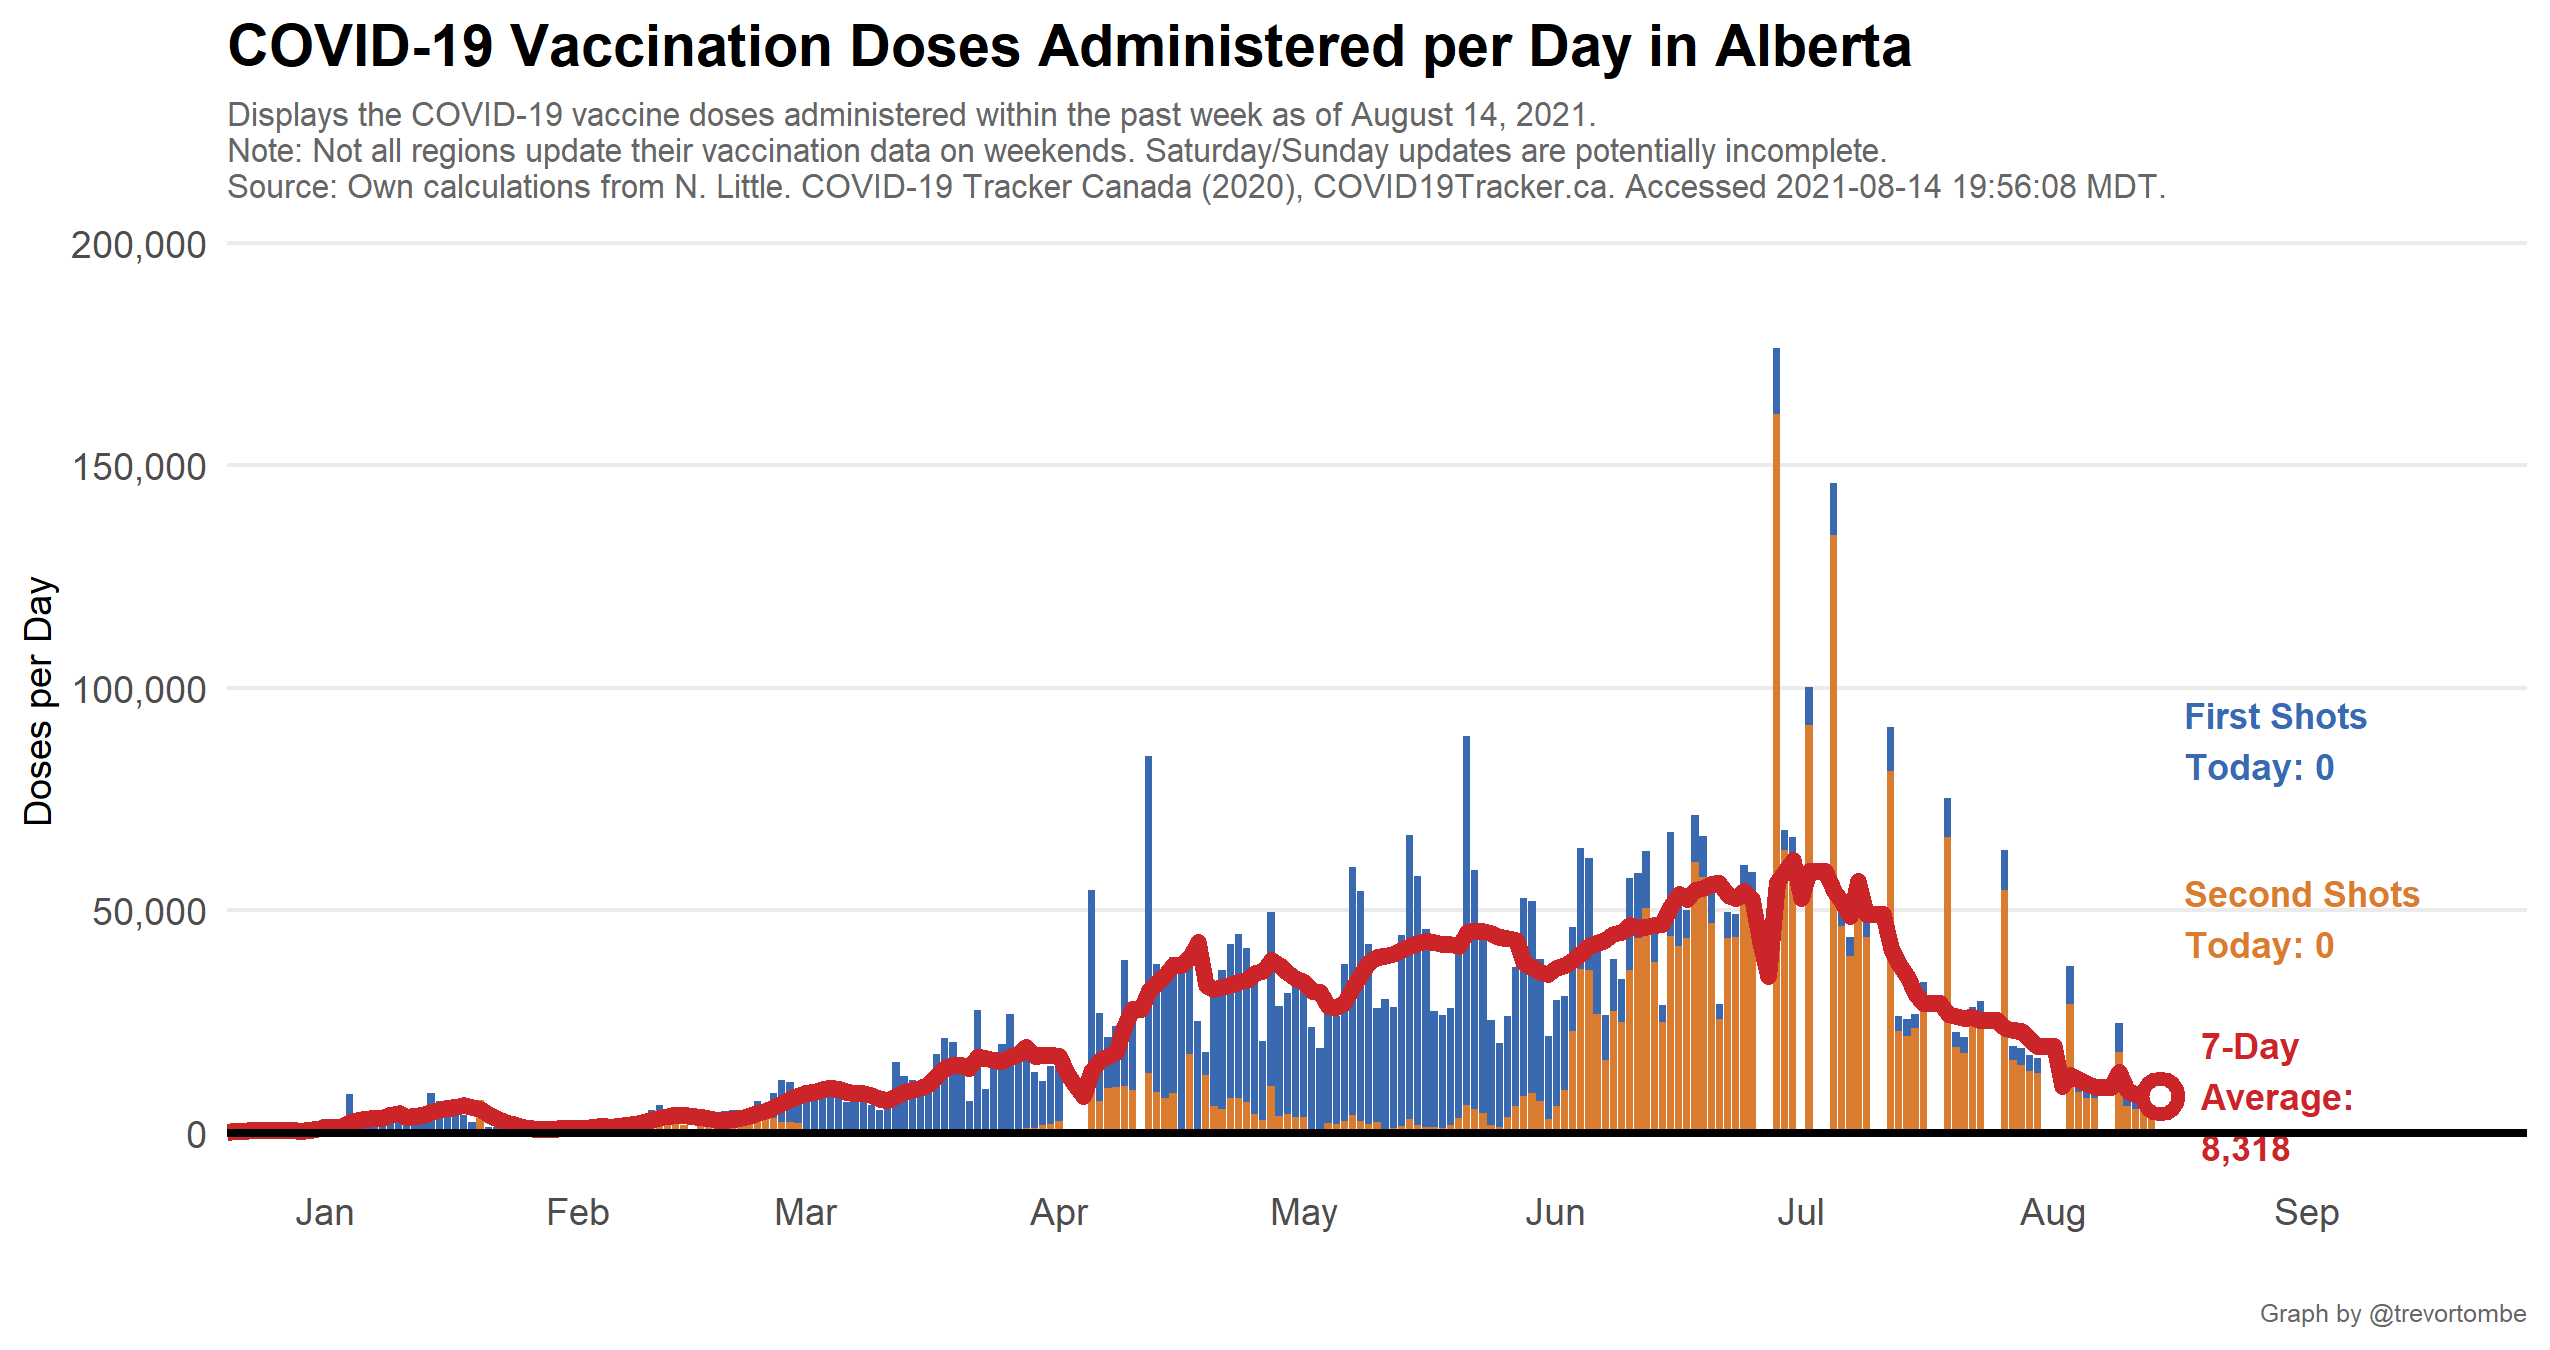 COVID-19 Vaccination Doses Administered per Day in Alberta
Displays the COVID-19 vaccine doses administered within the past week as of August 14, 2021.
Note: Not all regions update their vaccination data on weekends. Saturday/Sunday updates are potentially incomplete.
Source: Own calculations from N. Little. COVID-19 Tracker Canada (2020), COVID19Tracker.ca. Accessed 2021-08-14 19:56:08 MDT.
200,000
150,000
100,000
50,000
0
Doses per Day
First Shots
Today: 0
Second Shots
Today: 0
7-Day
Average:
8,318
Jan Feb Mar Apr May Jun Jul Aug Sep
Graph by @trevortombe